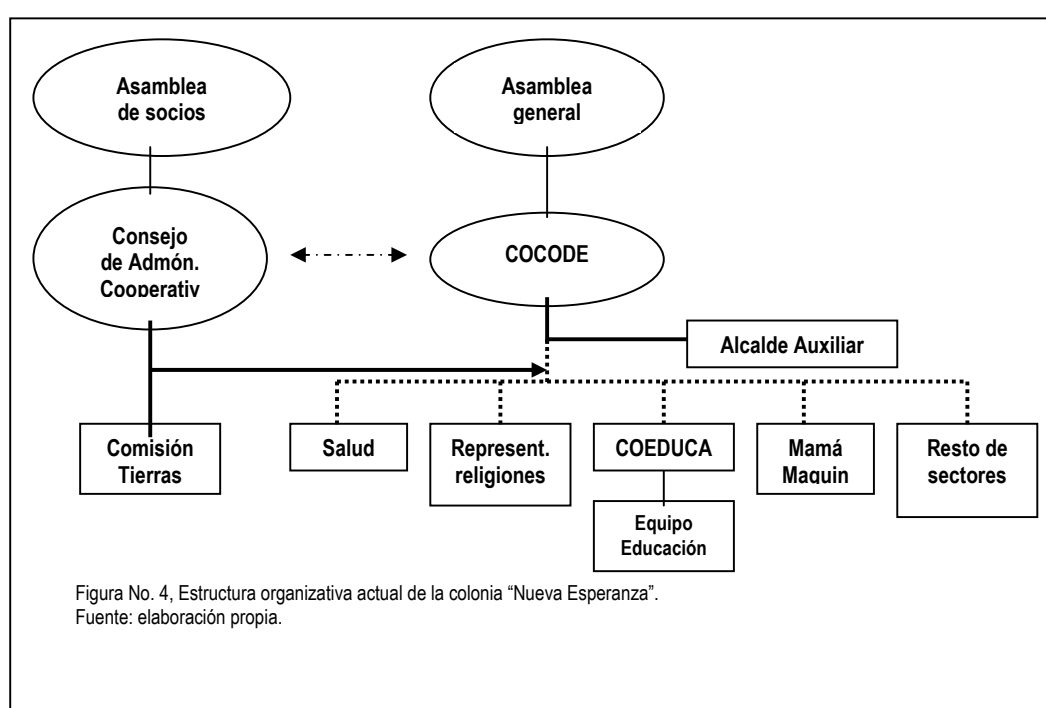 Asamblea
de socios
Asamblea
general
Consejo
de Admón.
Cooperativ
COCODE
Alcalde Auxiliar
Comisión
Tierras
Salud
Represent.
religiones
COEDUCA
Mamá
Maquin
Resto de
sectores
Equipo
Educación
Figura No. 4, Estructura organizativa actual de la colonia “Nueva Esperanza”.
Fuente: elaboración propia.